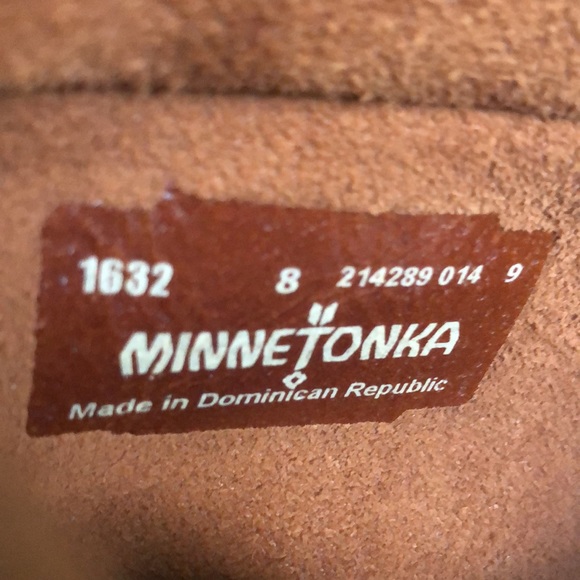 1632 8 214289 014 9
MINNETONKA
Made in Dominican Republic